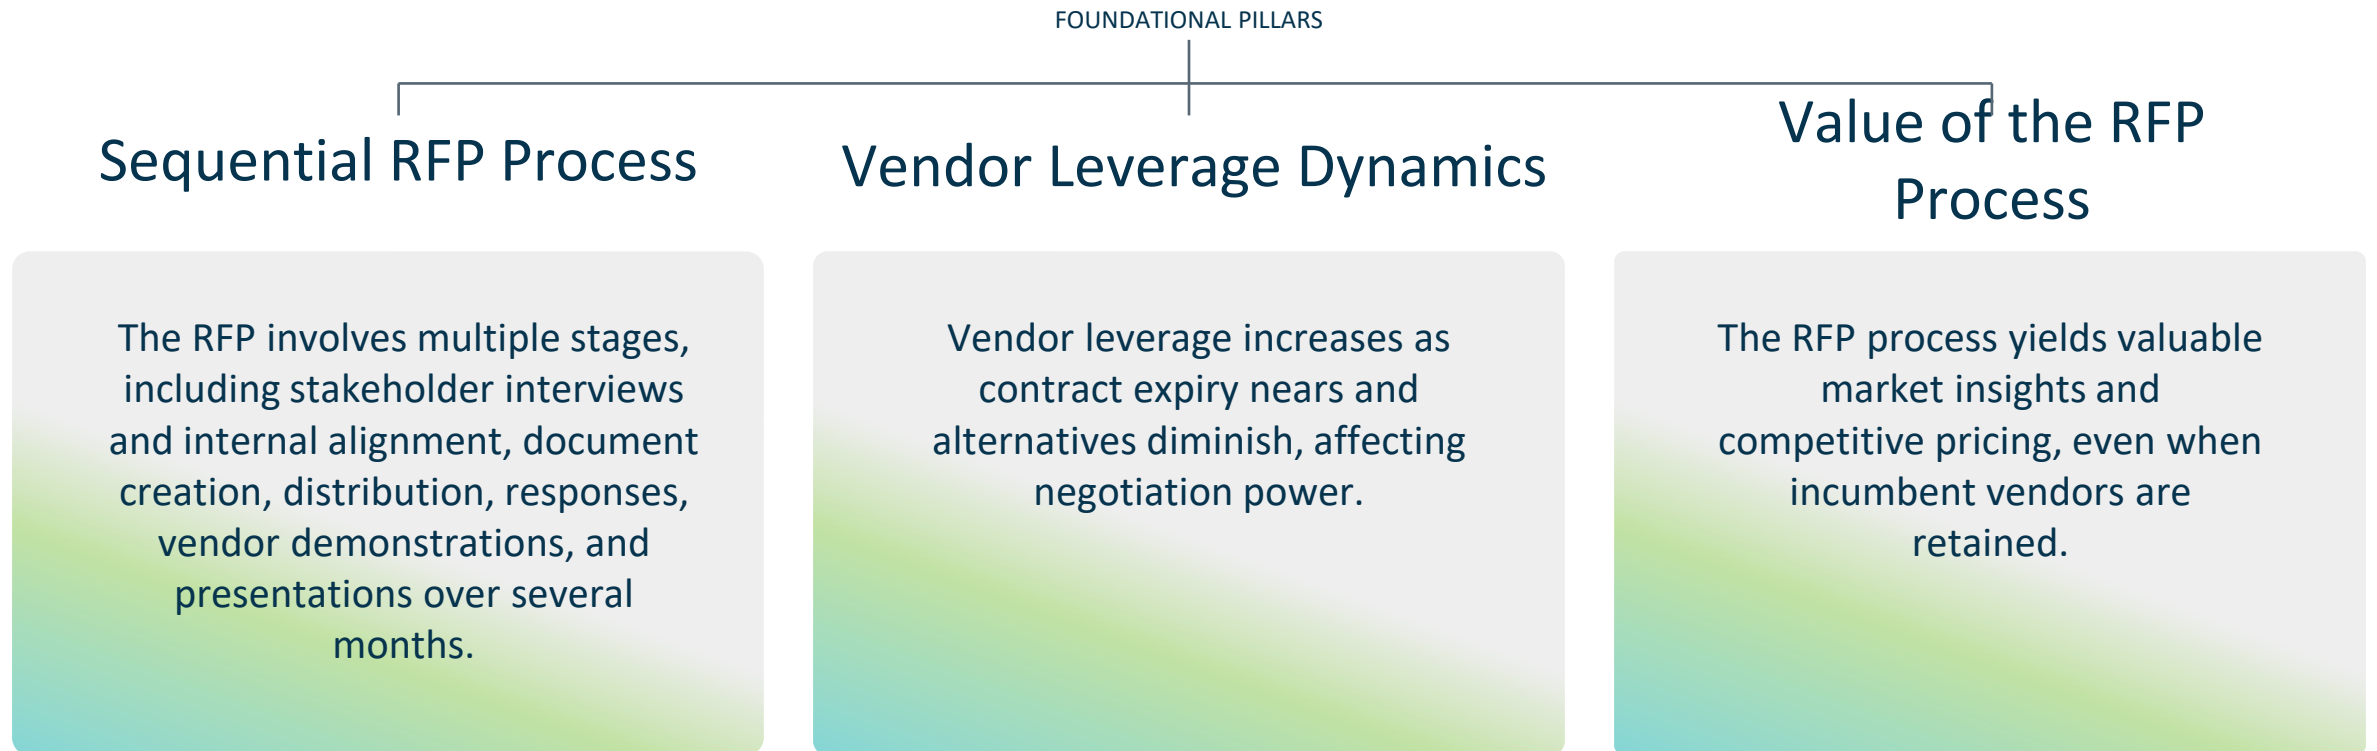 FOUNDATIONAL PILLARS
Sequential RFP Process
The RFP involves multiple stages,
including stakeholder interviews
and internal alignment, document
creation, distribution, responses,
vendor demonstrations, and
presentations over several
months.
Vendor Leverage Dynamics
Vendor leverage increases as
contract expiry nears and
alternatives diminish, affecting
negotiation power.
Value of the RFP
Process
The RFP process yields valuable
market insights and
competitive pricing, even when
incumbent vendors are
retained.